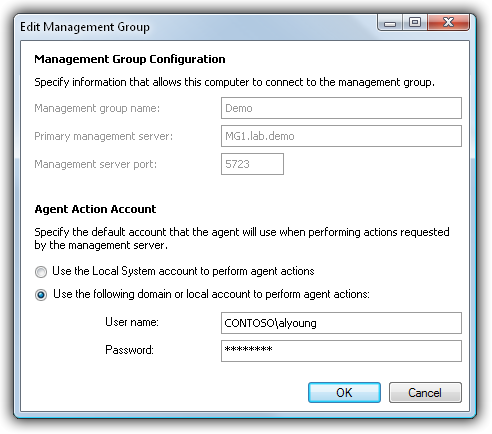 Edit Management Group
Management Group Configuration
Specify information that allows this computer to connect to the management group.
Management group name: Demo
Primary management server: MG1.lab.demo
Management server port: 5723
Agent Action Account
Specify the default account that the agent will use when performing actions requested
by the management server.
Use the Local System account to perform agent actions
Use the following domain or local account to perform agent actions:
User name: CONTOSO\alyoung
Password: ********
OK Cancel